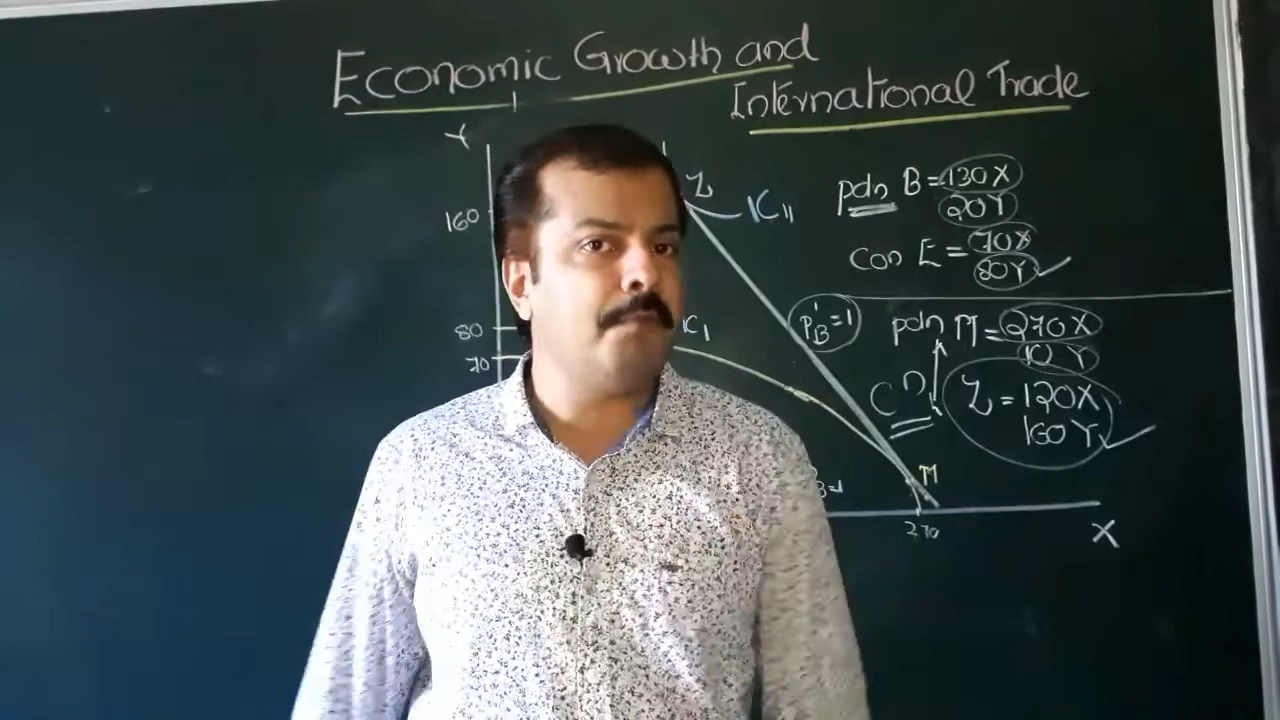 Economic Growth and
International Trade
Y
160
80
70
Z
IC11
IC1
pdn B = 130X
20Y
con E = 70X
80Y
P'B = 1
pdn M = 270X
10Y
Z = 120X
160Y
M
270
X